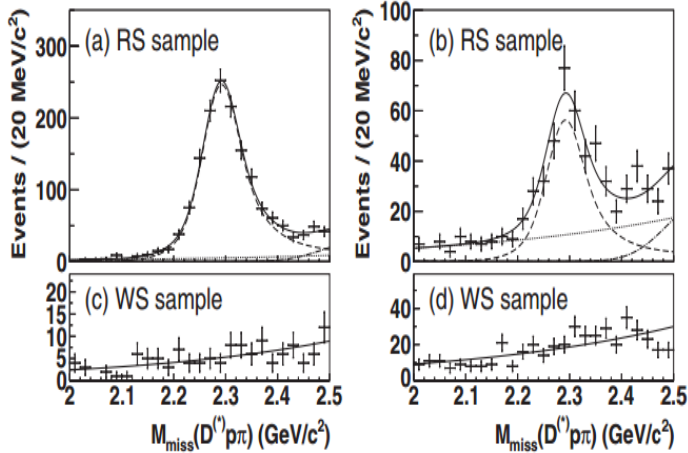 (a) RS sample
Events / (20 MeV/c²)
300
200
100
0
(b) RS sample
Events / (20 MeV/c²)
100
80
60
40
20
0
(c) WS sample
15
10
5
0
2 2.1 2.2 2.3 2.4 2.5
M_miss(D^(*)pπ) (GeV/c²)
(d) WS sample
40
20
0
2 2.1 2.2 2.3 2.4 2.5
M_miss(D^(*)pπ) (GeV/c²)